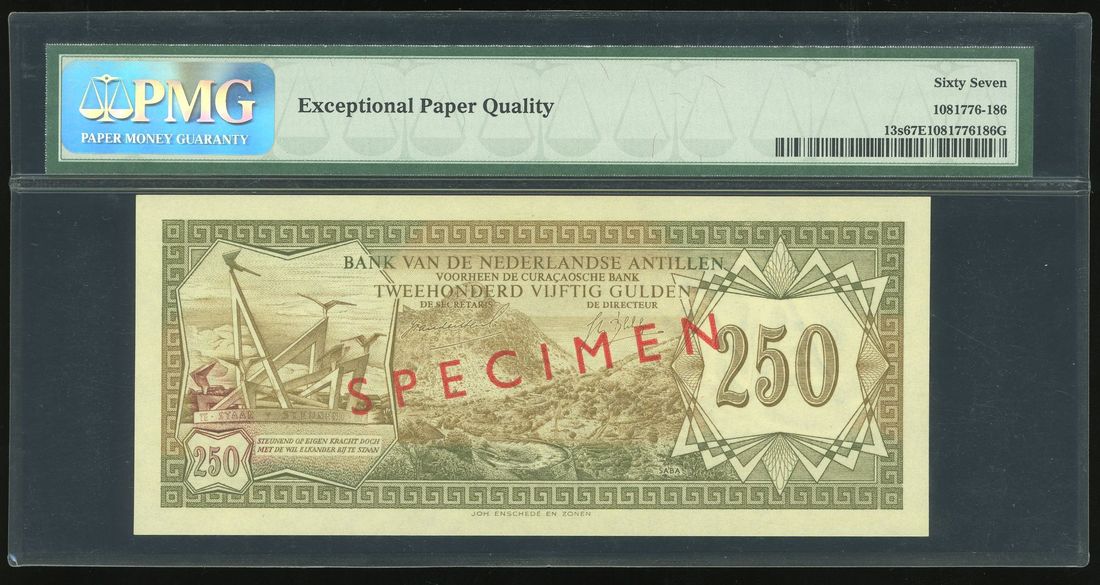 PMG
PAPER MONEY GUARANTY
Exceptional Paper Quality
Sixty Seven
1081776-186
13s67E1081776186G
BANK VAN DE NEDERLANDSE ANTILLEN
VOORHEEN DE CURAÇAOSCHE BANK
TWEEHONDERD VIJFTIG GULDEN
DE SECRETARIS
DE DIRECTEUR
SPECIMEN
250
STEUNEND OP EIGEN KRACHT DOCH
MET DE WIL ELKANDER BIJ TE STAAN
250
SABA
JOH. ENSCHEDÉ EN ZONEN